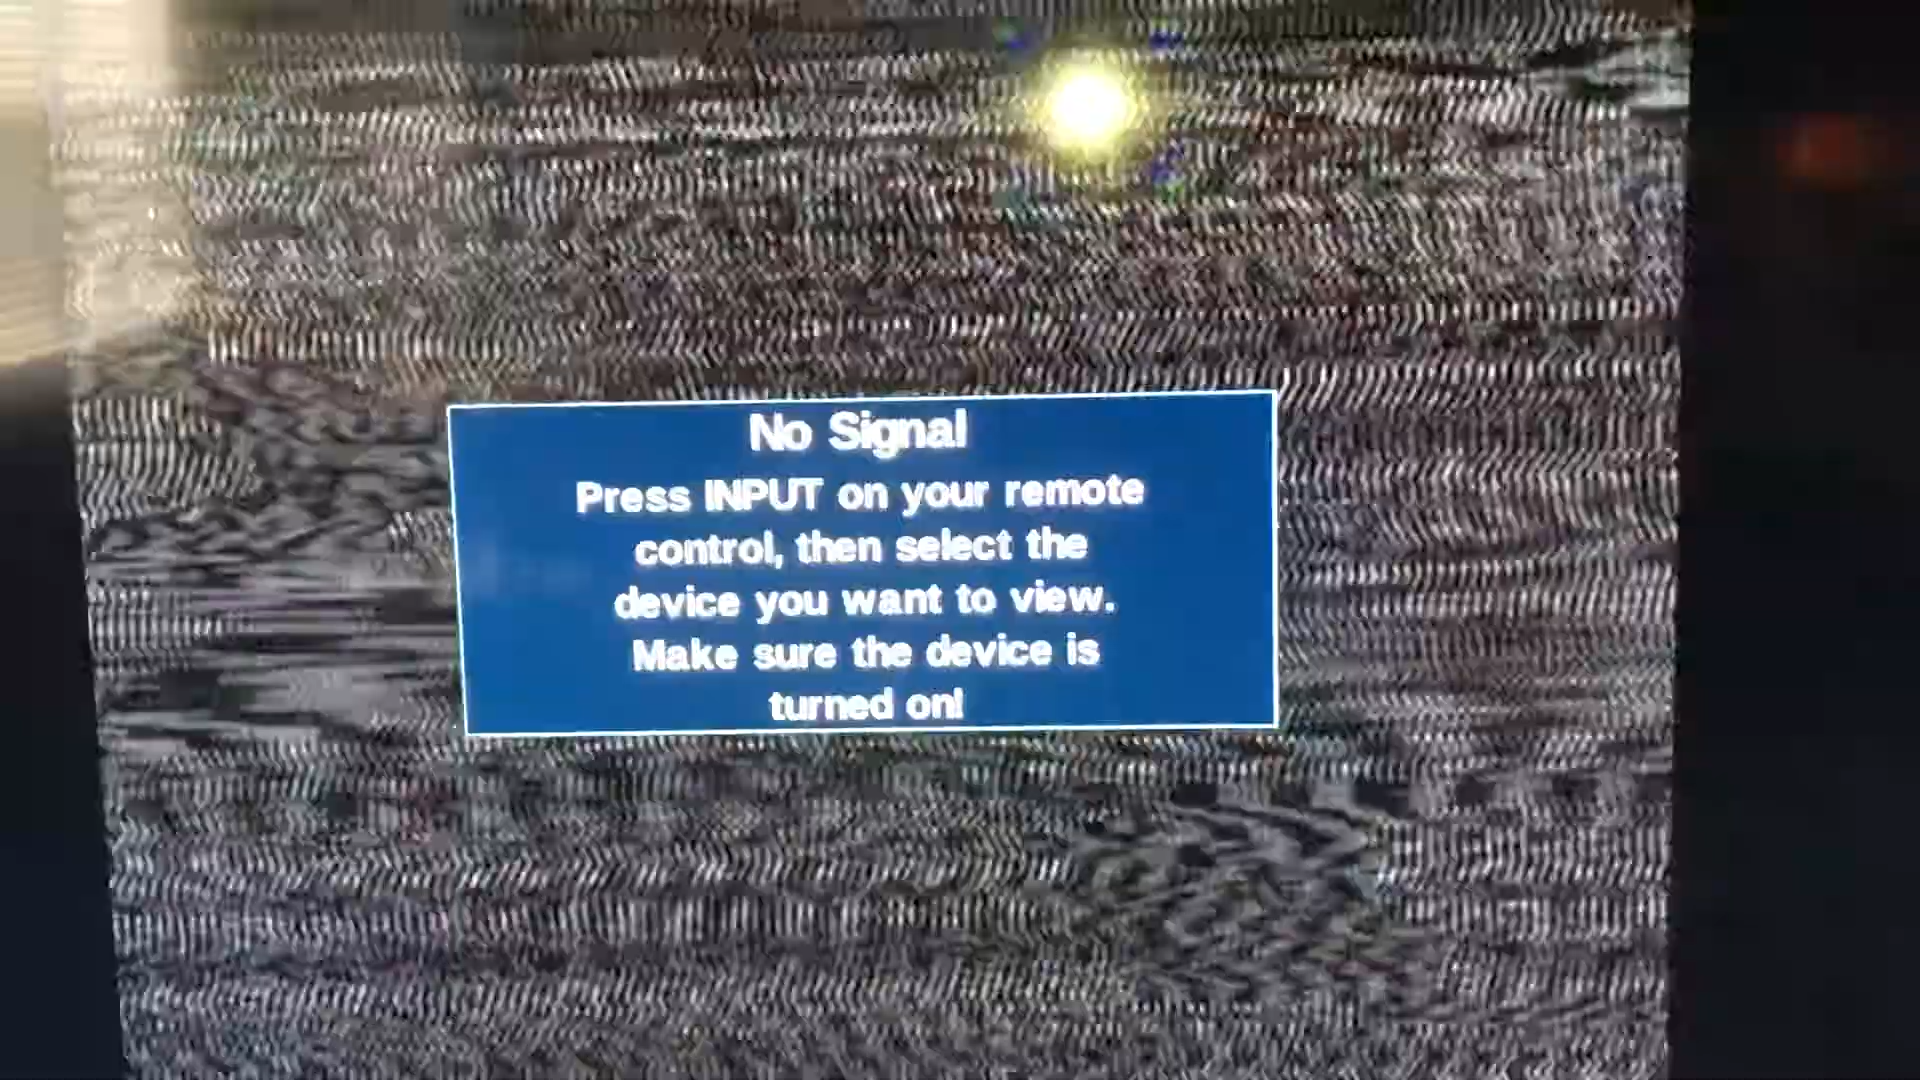 No Signal
Press INPUT on your remote
control, then select the
device you want to view.
Make sure the device is
turned on!